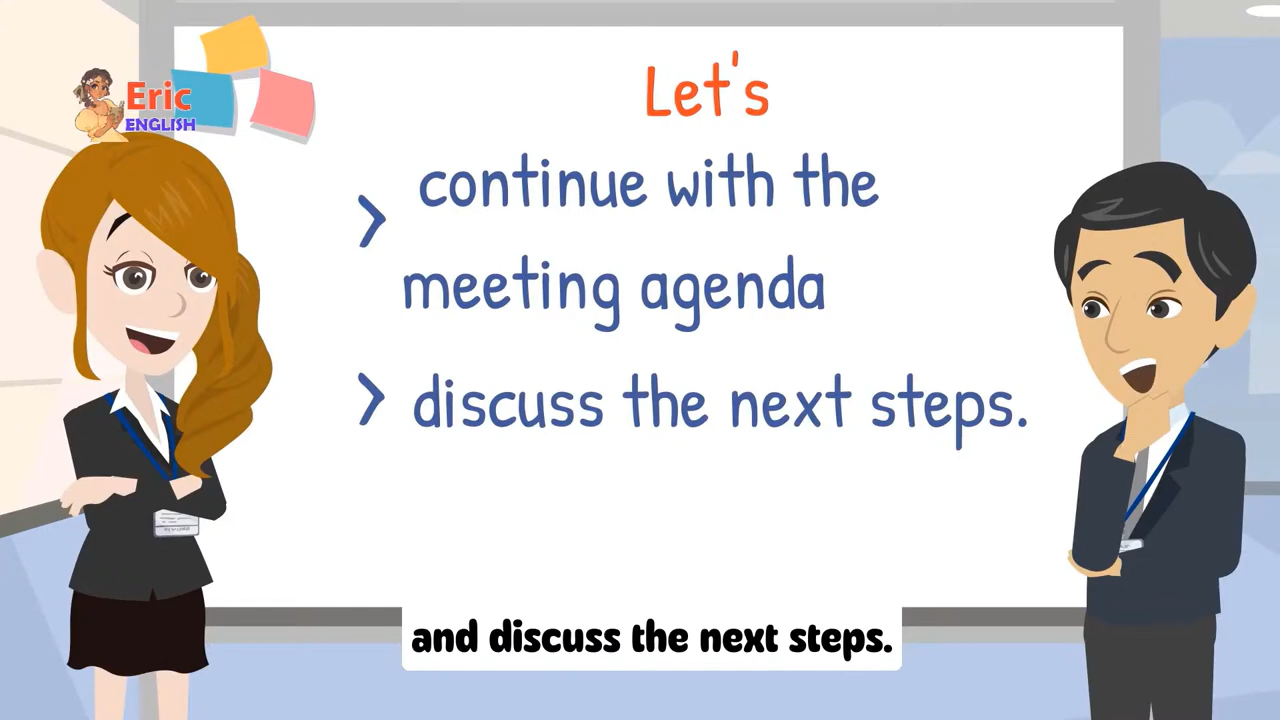 Eric
ENGLISH
Let's
> continue with the
meeting agenda
> discuss the next steps.
and discuss the next steps.